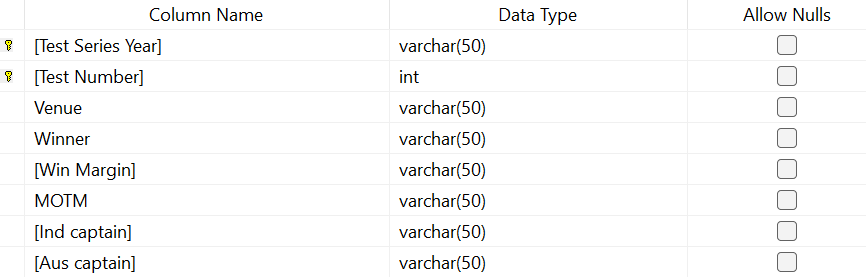 Column Name Data Type Allow Nulls
[Test Series Year] varchar(50)
[Test Number] int
Venue varchar(50)
Winner varchar(50)
[Win Margin] varchar(50)
MOTM varchar(50)
[Ind captain] varchar(50)
[Aus captain] varchar(50)